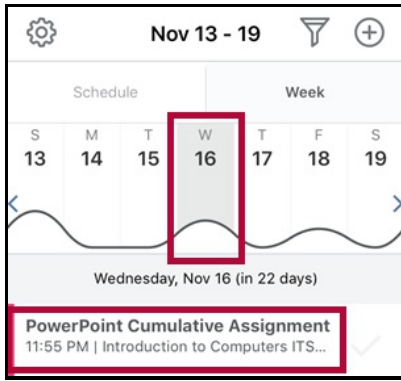 Nov 13 - 19
Schedule Week
S M T W T F S
13 14 15 16 17 18 19
Wednesday, Nov 16 (in 22 days)
PowerPoint Cumulative Assignment
11:55 PM | Introduction to Computers ITS...